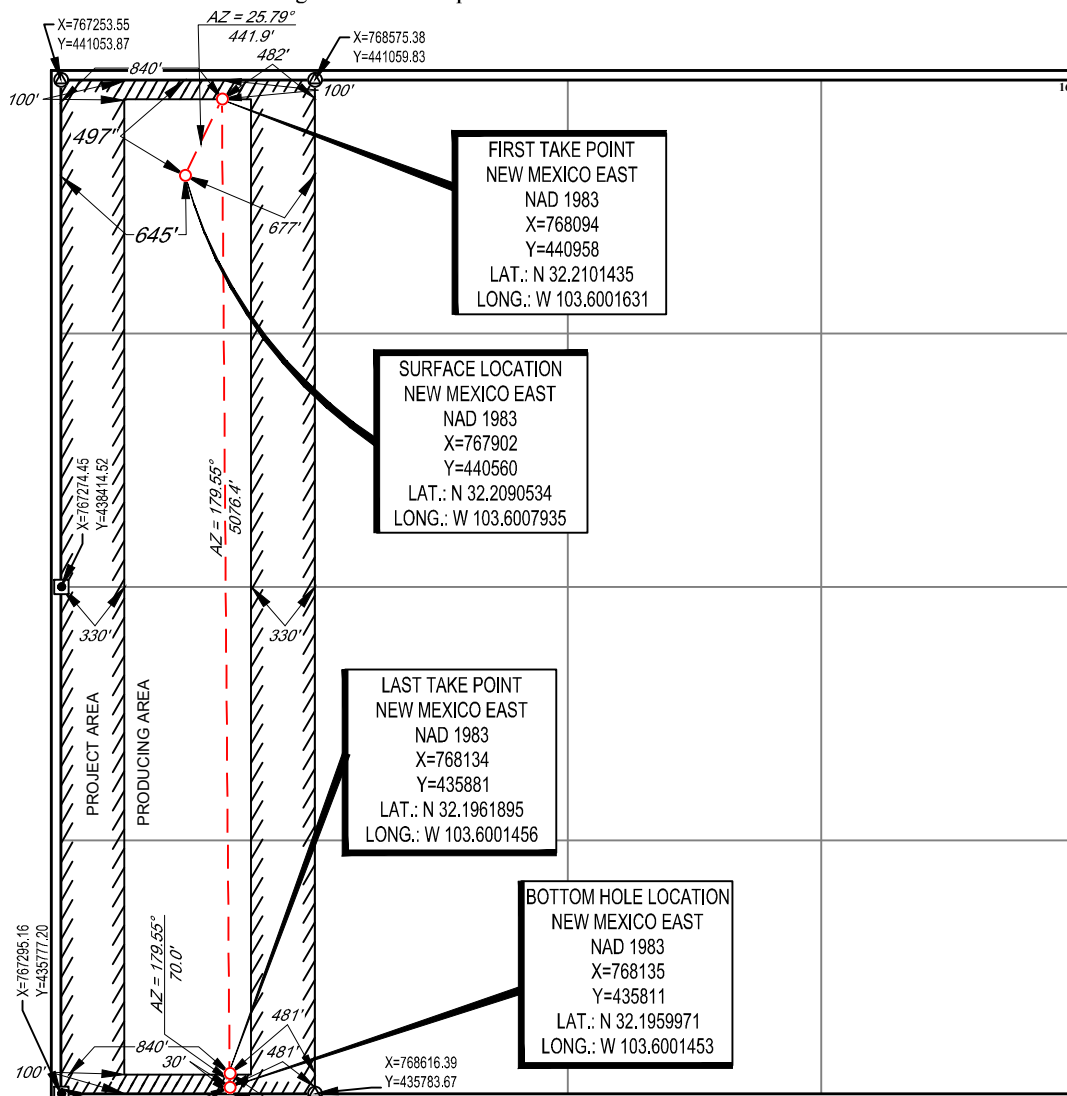 X=767253.55
Y=441053.87
AZ = 25.79°
441.9'
482'
X=768575.38
Y=441059.83
840'
100'
100'
497"
645'
677'
FIRST TAKE POINT
NEW MEXICO EAST
NAD 1983
X=768094
Y=440958
LAT.: N 32.2101435
LONG.: W 103.6001631
SURFACE LOCATION
NEW MEXICO EAST
NAD 1983
X=767902
Y=440560
LAT.: N 32.2090534
LONG.: W 103.6007935
X=767274.45
Y=438414.52
AZ = 179.55°
5076.4'
330'
330'
PROJECT AREA
PRODUCING AREA
LAST TAKE POINT
NEW MEXICO EAST
NAD 1983
X=768134
Y=435881
LAT.: N 32.1961895
LONG.: W 103.6001456
BOTTOM HOLE LOCATION
NEW MEXICO EAST
NAD 1983
X=768135
Y=435811
LAT.: N 32.1959971
LONG.: W 103.6001453
X=767295.16
Y=435777.20
AZ = 179.55°
70.0'
840'
30'
100'
481'
481'
X=768616.39
Y=435783.67